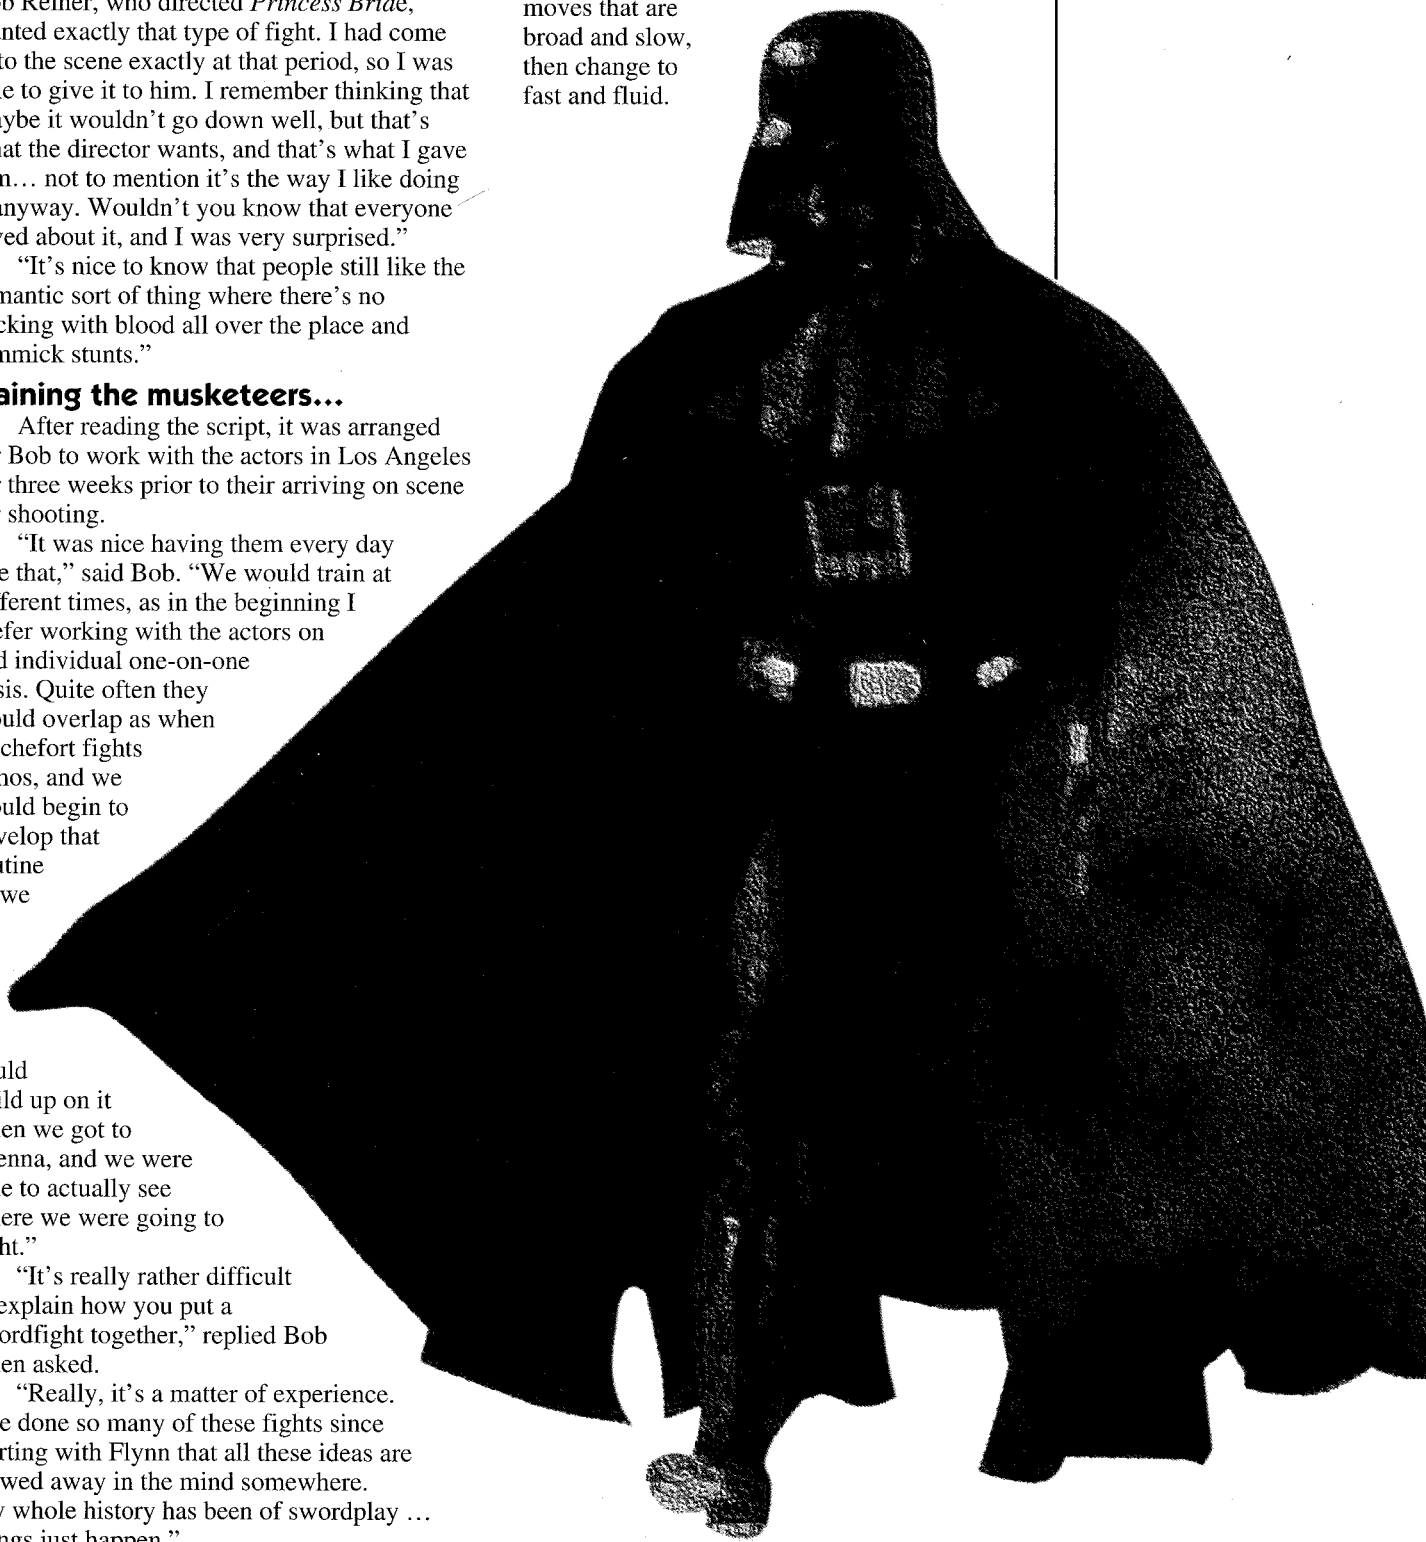 b Reiner, who directed Princess Bride,
nted exactly that type of fight. I had come
to the scene exactly at that period, so I was
e to give it to him. I remember thinking that
ybe it wouldn't go down well, but that's
at the director wants, and that's what I gave
n… not to mention it's the way I like doing
anyway. Wouldn't you know that everyone
ved about it, and I was very surprised.”
“It's nice to know that people still like the
mantic sort of thing where there's no
cking with blood all over the place and
mmick stunts.”
aining the musketeers…
After reading the script, it was arranged
r Bob to work with the actors in Los Angeles
r three weeks prior to their arriving on scene
r shooting.
“It was nice having them every day
e that,” said Bob. “We would train at
fferent times, as in the beginning I
efer working with the actors on
d individual one-on-one
sis. Quite often they
ould overlap as when
chefort fights
hos, and we
ould begin to
velop that
utine
we
uld
ild up on it
en we got to
enna, and we were
e to actually see
ere we were going to
ht.”
“It's really rather difficult
explain how you put a
ordfight together,” replied Bob
en asked.
“Really, it's a matter of experience.
e done so many of these fights since
rting with Flynn that all these ideas are
wed away in the mind somewhere.
y whole history has been of swordplay …
ngs just happen.”
moves that are
broad and slow,
then change to
fast and fluid.